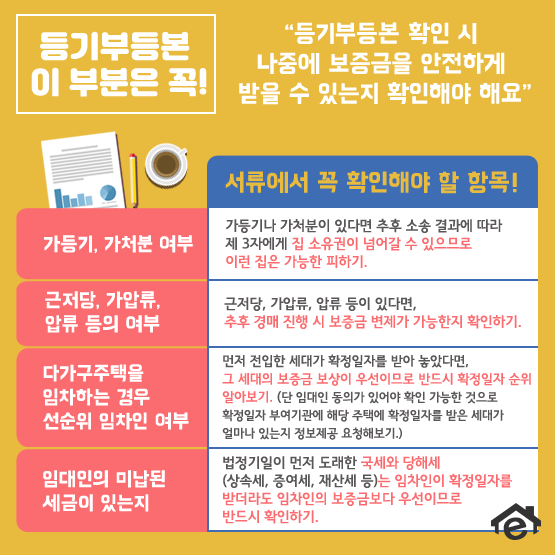 등기부등본
이 부분은 꼭!
“등기부등본 확인 시
나중에 보증금을 안전하게
받을 수 있는지 확인해야 해요”
서류에서 꼭 확인해야 할 항목!
가등기, 가처분 여부
가등기나 가처분이 있다면 추후 소송 결과에 따라
제 3자에게 집 소유권이 넘어갈 수 있으므로
이런 집은 가능한 피하기.
근저당, 가압류,
압류 등의 여부
근저당, 가압류, 압류 등이 있다면,
추후 경매 진행 시 보증금 변제가 가능한지 확인하기.
다가구주택을
임차하는 경우
선순위 임차인 여부
먼저 전입한 세대가 확정일자를 받아 놓았다면,
그 세대의 보증금 보상이 우선이므로 반드시 확정일자 순위
알아보기. (단 임대인 동의가 있어야 확인 가능한 것으로
확정일자 부여기관에 해당 주택에 확정일자를 받은 세대가
얼마나 있는지 정보제공 요청해보기.)
임대인의 미납된
세금이 있는지
법정기일이 먼저 도래한 국세와 당해세
(상속세, 증여세, 재산세 등)는 임차인이 확정일자를
받더라도 임차인의 보증금보다 우선이므로
반드시 확인하기.
e